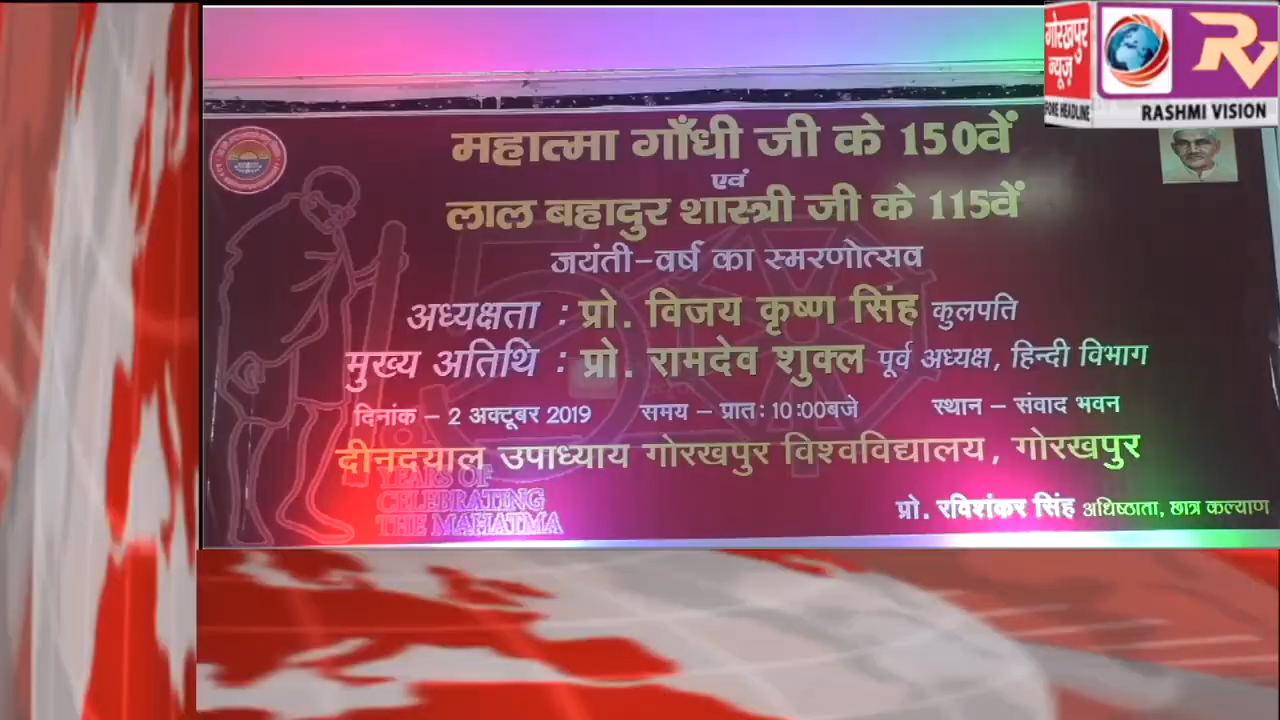 गोरखपुर
न्यूज़
RASHMI VISION
महात्मा गाँधी जी के 150वें
एवं
लाल बहादुर शास्त्री जी के 115वें
जयंती-वर्ष का स्मरणोत्सव
अध्यक्षता : प्रो. विजय कृष्ण सिंह कुलपति
मुख्य अतिथि : प्रो. रामदेव शुक्ल पूर्व अध्यक्ष, हिन्दी विभाग
दिनांक - 2 अक्टूबर 2019 समय - प्रात: 10:00बजे स्थान - संवाद भवन
दीनदयाल उपाध्याय गोरखपुर विश्वविद्यालय, गोरखपुर
YEARS OF
CELEBRATING
THE MAHATMA
प्रो. रविशंकर सिंह अधिष्ठाता, छात्र कल्याण